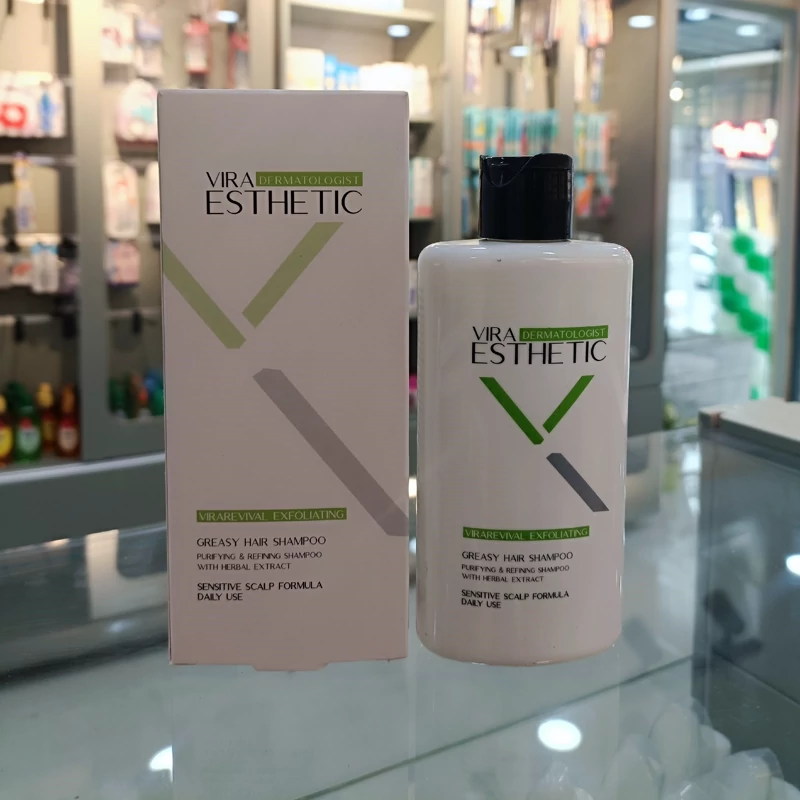 VIRA DERMATOLOGIST
ESTHETIC
VIRAREVIVAL EXFOLIATING
GREASY HAIR SHAMPOO
PURIFYING & REFINING SHAMPOO
WITH HERBAL EXTRACT
SENSITIVE SCALP FORMULA
DAILY USE
VIRA DERMATOLOGIST
ESTHETIC
VIRAREVIVAL EXFOLIATING
GREASY HAIR SHAMPOO
PURIFYING & REFINING SHAMPOO
WITH HERBAL EXTRACT
SENSITIVE SCALP FORMULA
DAILY USE